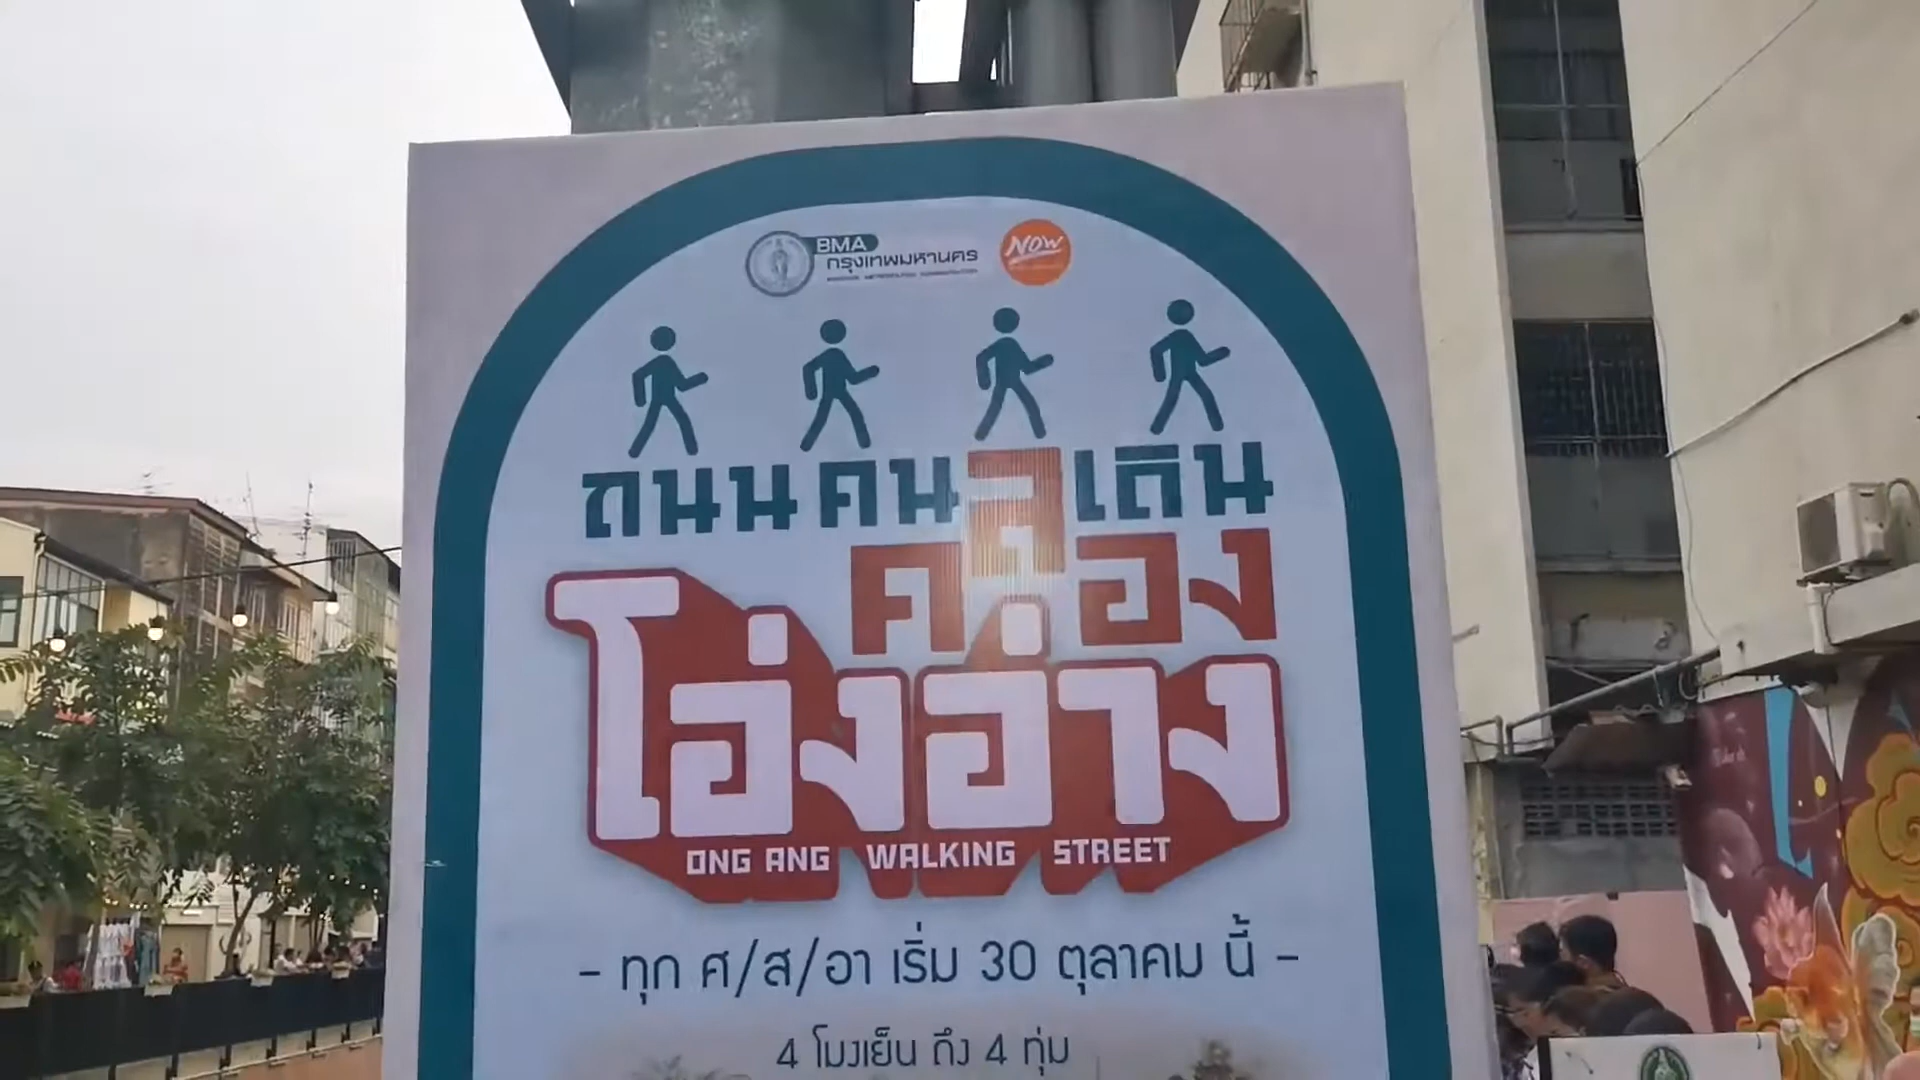 BMA
กรุงเทพมหานคร
NOW
ถนนคนเดิน
คลอง
โอ่งอ่าง
ONG ANG WALKING STREET
- ทุก ศ/ส/อา เริ่ม 30 ตุลาคม นี้ -
4 โมงเย็น ถึง 4 ทุ่ม